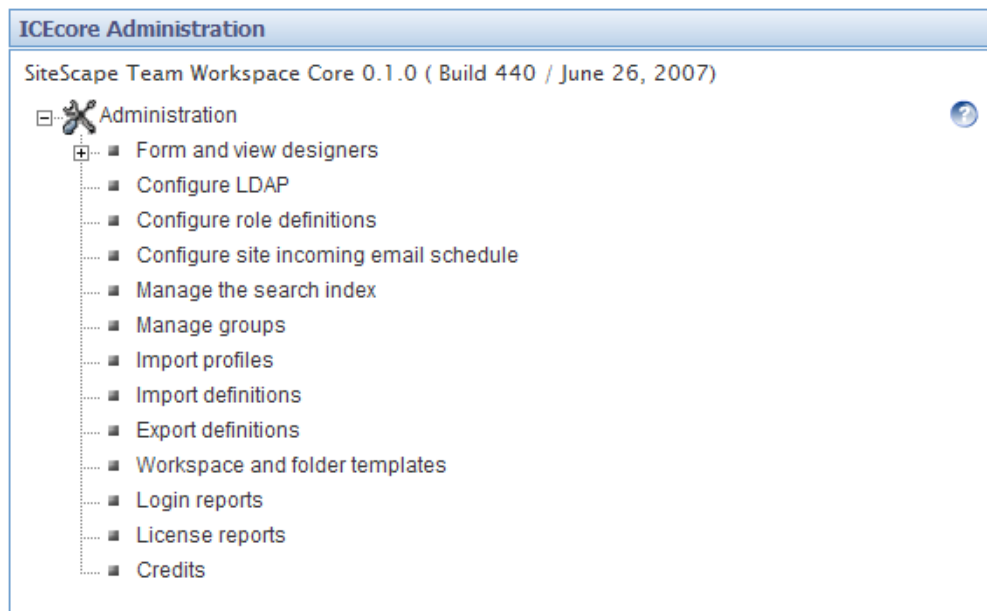 ICEcore Administration
SiteScape Team Workspace Core 0.1.0 ( Build 440 / June 26, 2007)
Administration
?
Form and view designers
Configure LDAP
Configure role definitions
Configure site incoming email schedule
Manage the search index
Manage groups
Import profiles
Import definitions
Export definitions
Workspace and folder templates
Login reports
License reports
Credits